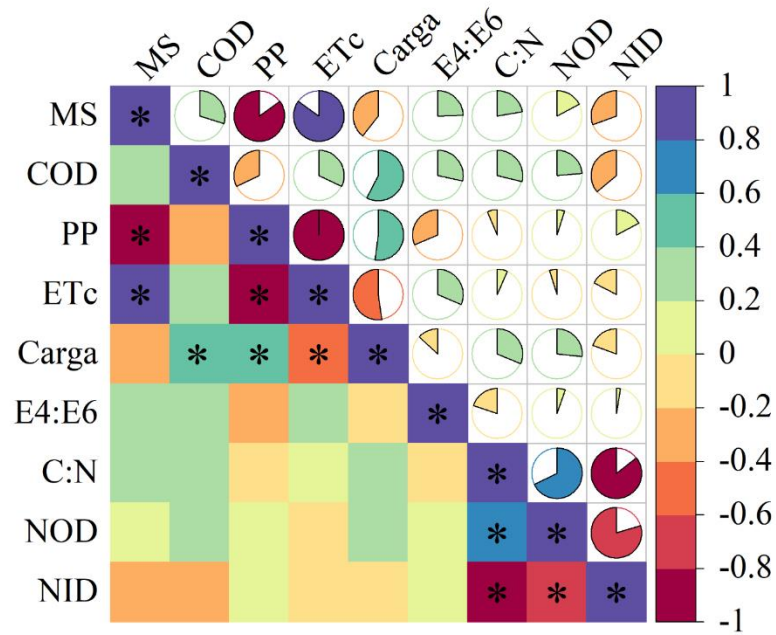 MS COD PP ETc Carga E4:E6 C:N NOD NID
MS *
COD *
PP * *
ETc * * *
Carga * * * *
E4:E6 *
C:N *
NOD * *
NID * * *
1
0.8
0.6
0.4
0.2
0
-0.2
-0.4
-0.6
-0.8
-1